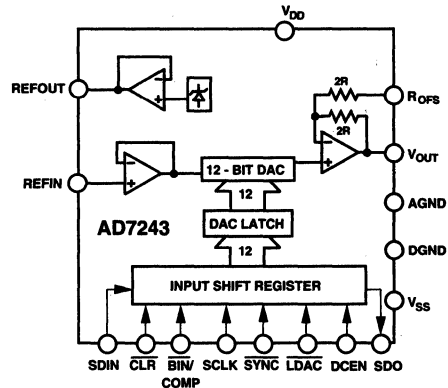 VDD
REFOUT
2R
ROFS
2R
VOUT
REFIN
12 - BIT DAC
12
AGND
AD7243
DAC LATCH
12
DGND
INPUT SHIFT REGISTER
VSS
SDIN CLR BIN/COMP SCLK SYNC LDAC DCEN SDO